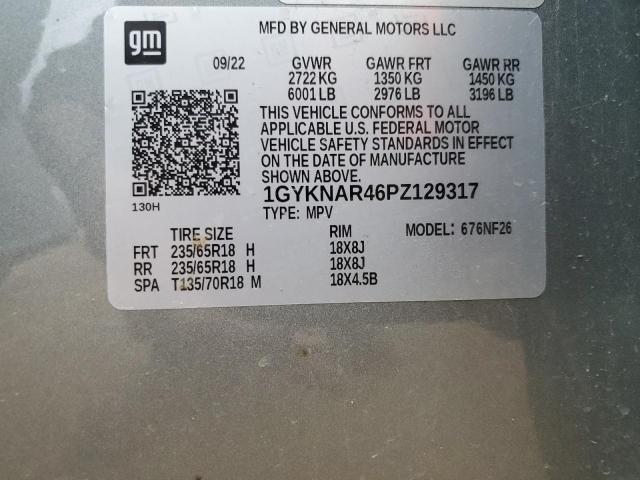 gm
MFD BY GENERAL MOTORS LLC
09/22 GVWR GAWR FRT GAWR RR
2722 KG 1350 KG 1450 KG
6001 LB 2976 LB 3196 LB
THIS VEHICLE CONFORMS TO ALL
APPLICABLE U.S. FEDERAL MOTOR
VEHICLE SAFETY STANDARDS IN EFFECT
ON THE DATE OF MANUFACTURE
SHOWN ABOVE.
1GYKNAR46PZ129317
130H TYPE: MPV
TIRE SIZE RIM MODEL: 676NF26
FRT 235/65R18 H 18X8J
RR 235/65R18 H 18X8J
SPA T135/70R18 M 18X4.5B